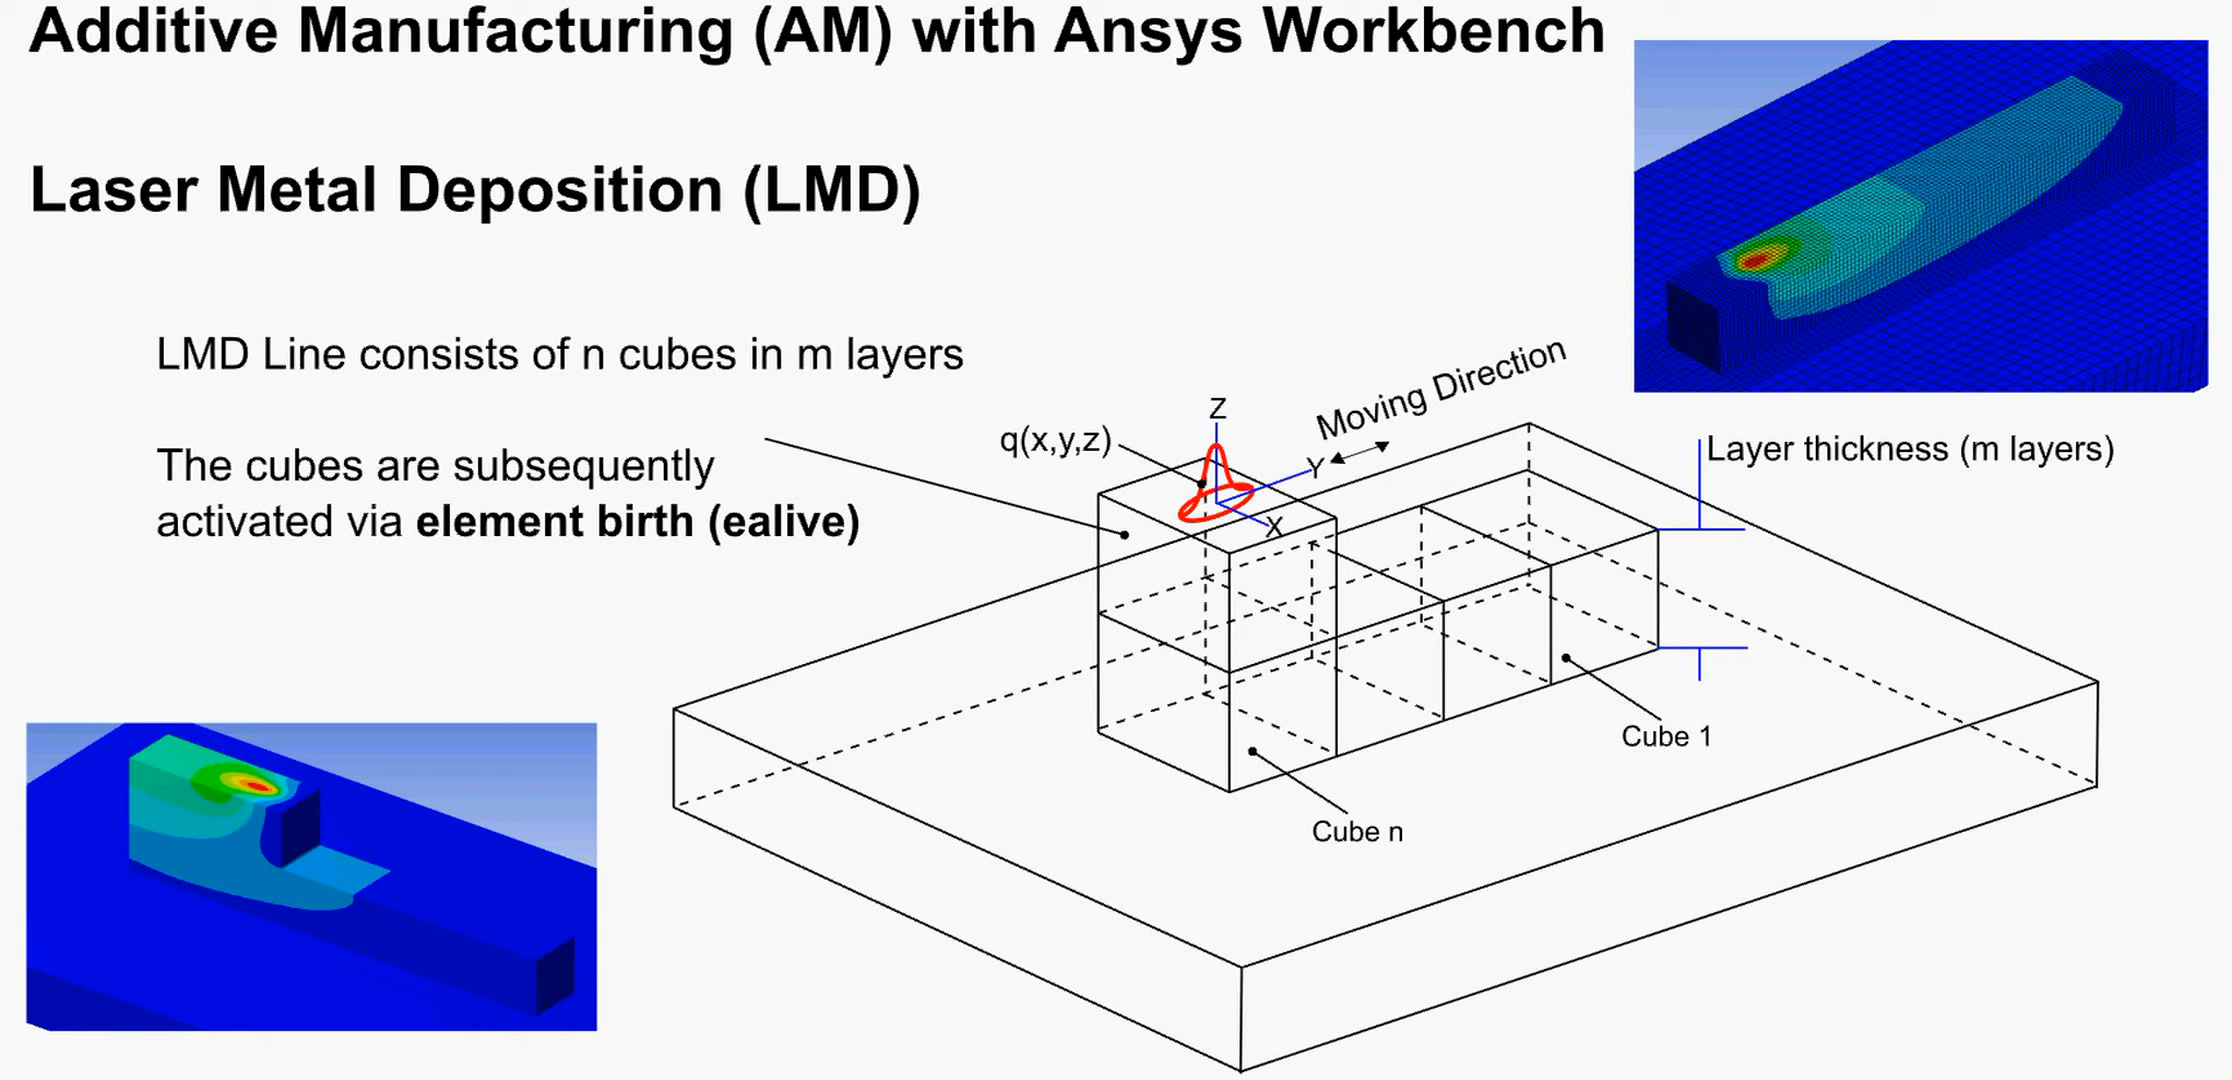 Additive Manufacturing (AM) with Ansys Workbench
Laser Metal Deposition (LMD)
LMD Line consists of n cubes in m layers
The cubes are subsequently
activated via element birth (ealive)
q(x,y,z)
Z
Y
X
Moving Direction
Layer thickness (m layers)
Cube 1
Cube n